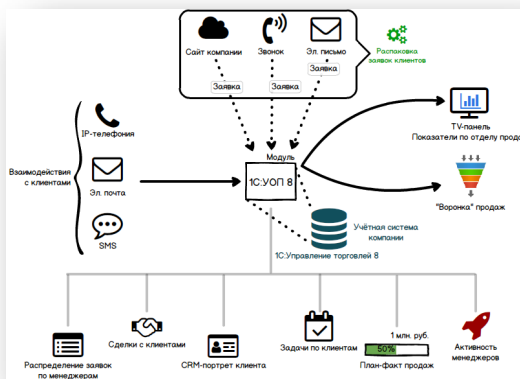 Сайт компании
Звонок
Эл. письмо
Распаковка
заявок клиентов
Заявка
Заявка
Заявка
IP-телефония
Взаимодействия
с клиентами
Эл. почта
SMS
Модуль
1С:УОП 8
TV-панель
Показатели по отделу прода
"Воронка" продаж
Учётная система
компании
1С:Управление торговлей 8
Распределение заявок
по менеджерам
Сделки с клиентами
CRM-портрет клиента
Задачи по клиентам
1 млн. руб.
50%
План-факт продаж
Активность
менеджеров